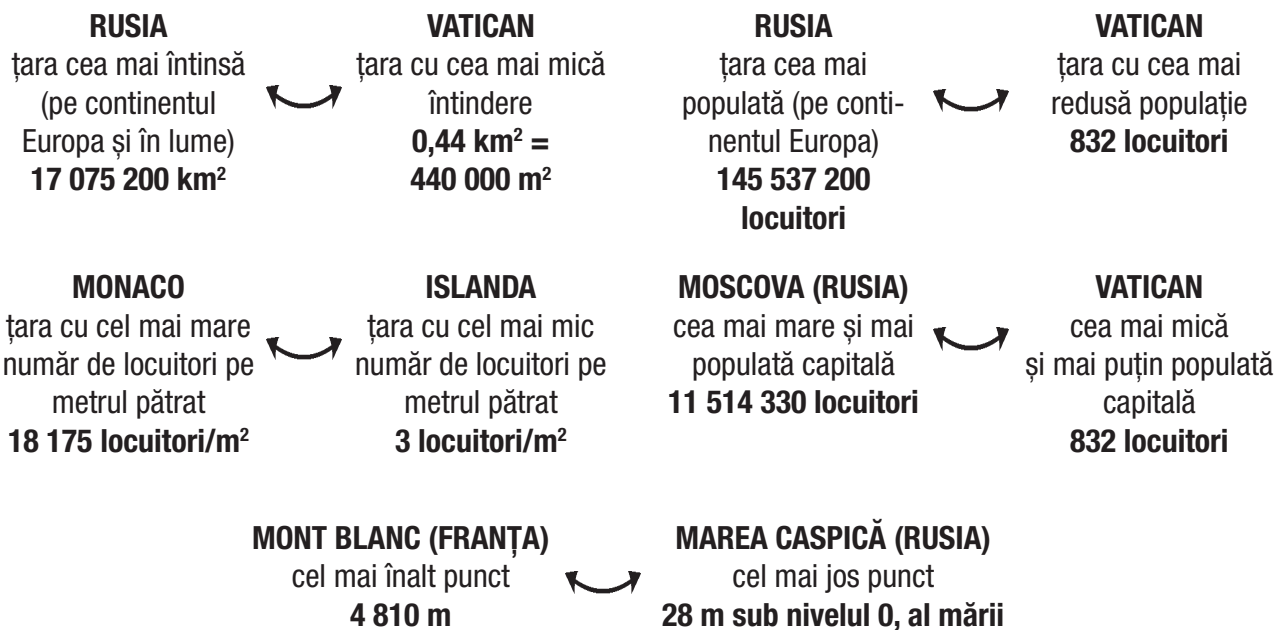 RUSIA
țara cea mai întinsă
(pe continentul
Europa și în lume)
17 075 200 km²
VATICAN
țara cu cea mai mică
întindere
0,44 km² =
440 000 m²
RUSIA
țara cea mai
populată (pe conti-
nentul Europa)
145 537 200
locuitori
VATICAN
țara cu cea mai
redusă populație
832 locuitori
MONACO
țara cu cel mai mare
număr de locuitori pe
metrul pătrat
18 175 locuitori/m²
ISLANDA
țara cu cel mai mic
număr de locuitori pe
metrul pătrat
3 locuitori/m²
MOSCOVA (RUSIA)
cea mai mare și mai
populată capitală
11 514 330 locuitori
VATICAN
cea mai mică
și mai puțin populată
capitală
832 locuitori
MONT BLANC (FRANȚA)
cel mai înalt punct
4 810 m
MAREA CASPICĂ (RUSIA)
cel mai jos punct
28 m sub nivelul 0, al mării